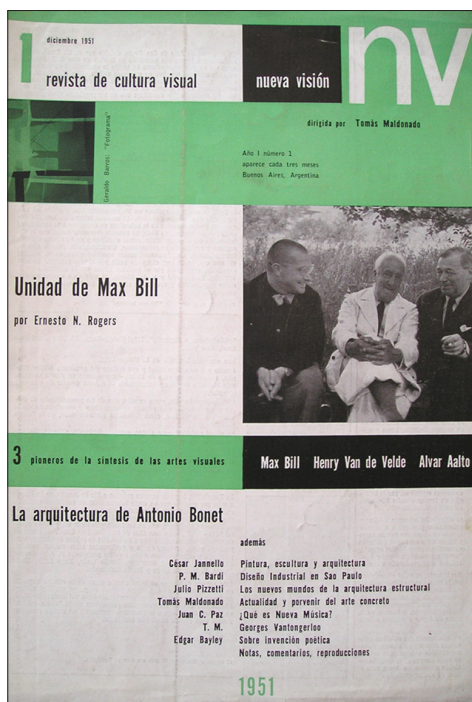 1
diciembre 1951
revista de cultura visual
nueva visión
nv
dirigida por Tomás Maldonado
Geraldo Barros: "Fotograma"
Año I número 1
aparece cada tres meses
Buenos Aires, Argentina
Unidad de Max Bill
por Ernesto N. Rogers
3 pioneros de la síntesis de las artes visuales
Max Bill Henry Van de Velde Alvar Aalto
La arquitectura de Antonio Bonet
además
César Jannello Pintura, escultura y arquitectura
P. M. Bardi Diseño Industrial en Sao Paulo
Julio Pizzetti Los nuevos mundos de la arquitectura estructural
Tomás Maldonado Actualidad y porvenir del arte concreto
Juan C. Paz ¿Qué es Nueva Música?
T. M. Georges Vantongerloo
Edgar Bayley Sobre invención poética
Notas, comentarios, reproducciones
1951